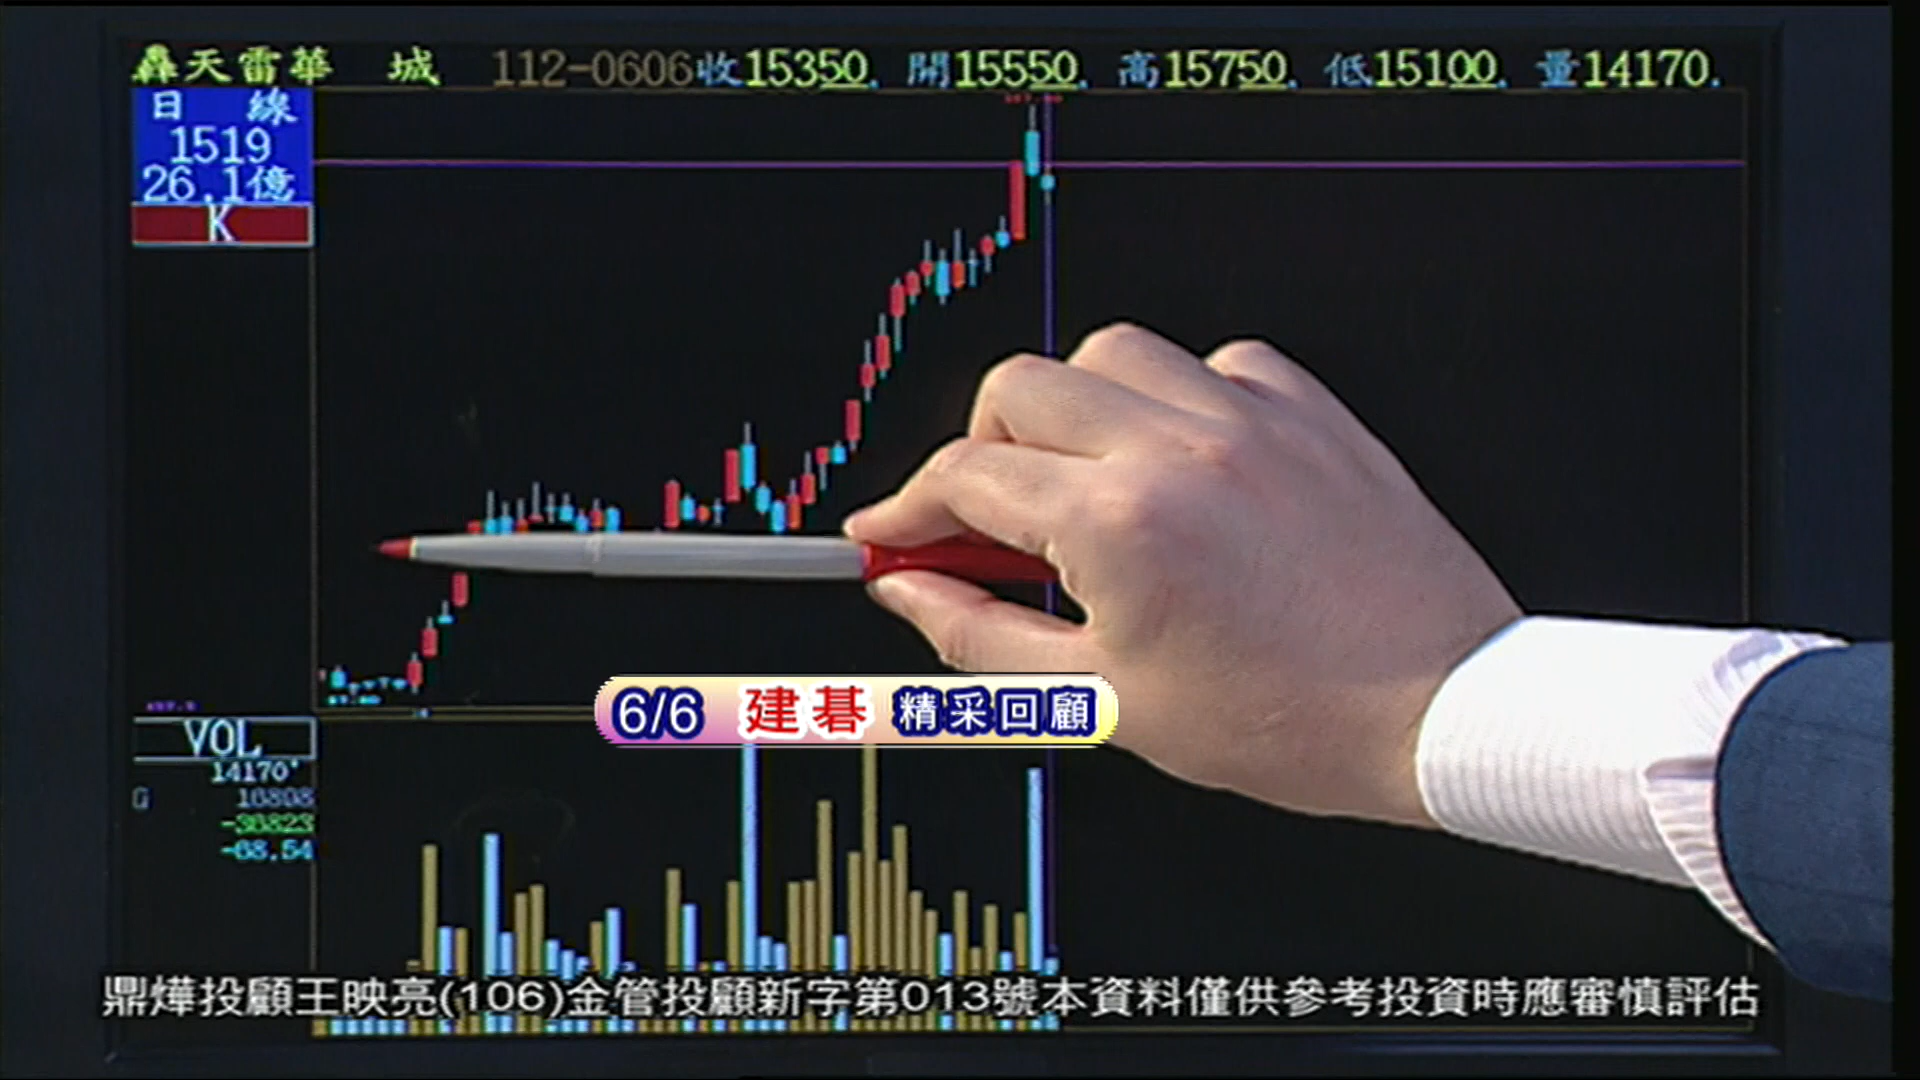 轟天雷華 城 112-0606收15350. 開15550. 高15750. 低15100. 量14170.
日 線
1519
26.1億
K
6/6 建碁 精采回顧
VOL
14170
G 16808
-36823
-68.54
鼎燁投顧王映亮(106)金管投顧新字第013號本資料僅供參考投資時應審慎評估